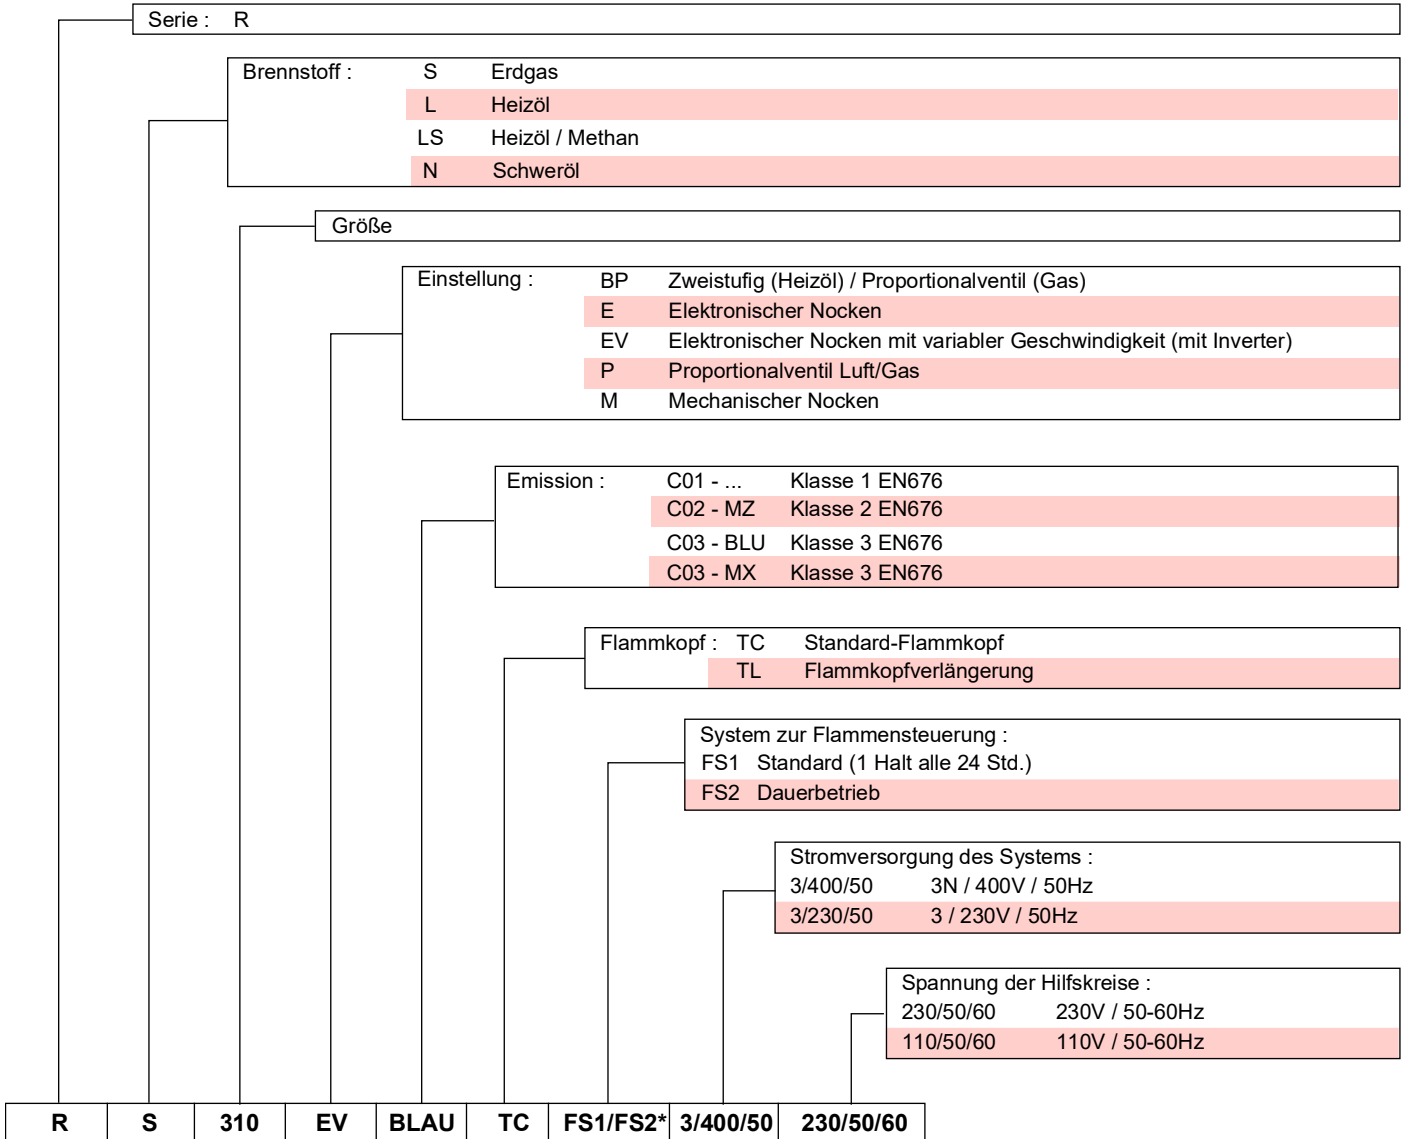 Serie : R
Brennstoff : S Erdgas
L Heizöl
LS Heizöl / Methan
N Schweröl
Größe
Einstellung : BP Zweistufig (Heizöl) / Proportionalventil (Gas)
E Elektronischer Nocken
EV Elektronischer Nocken mit variabler Geschwindigkeit (mit Inverter)
P Proportionalventil Luft/Gas
M Mechanischer Nocken
Emission : C01 - ... Klasse 1 EN676
C02 - MZ Klasse 2 EN676
C03 - BLU Klasse 3 EN676
C03 - MX Klasse 3 EN676
Flammkopf : TC Standard-Flammkopf
TL Flammkopfverlängerung
System zur Flammensteuerung :
FS1 Standard (1 Halt alle 24 Std.)
FS2 Dauerbetrieb
Stromversorgung des Systems :
3/400/50 3N / 400V / 50Hz
3/230/50 3 / 230V / 50Hz
Spannung der Hilfskreise :
230/50/60 230V / 50-60Hz
110/50/60 110V / 50-60Hz
R S 310 EV BLAU TC FS1/FS2* 3/400/50 230/50/60